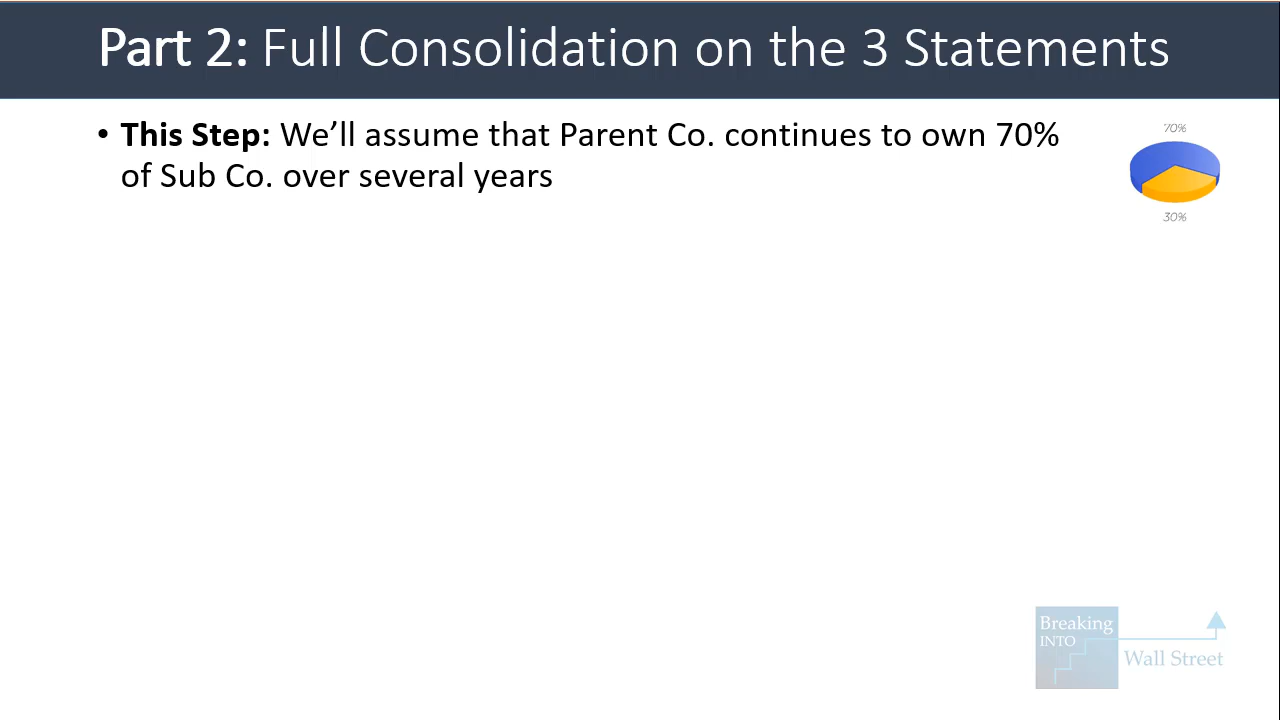 Part 2: Full Consolidation on the 3 Statements
• This Step: We’ll assume that Parent Co. continues to own 70%
of Sub Co. over several years
70%
30%
Breaking
INTO
Wall Street